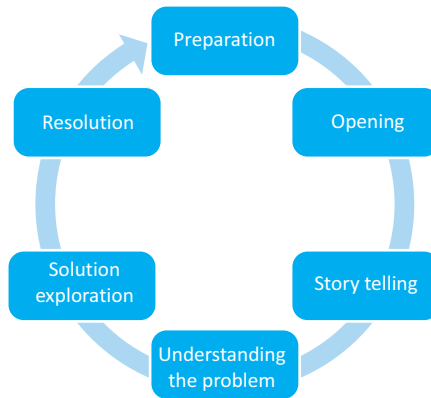 Preparation
Opening
Story telling
Understanding
the problem
Solution
exploration
Resolution